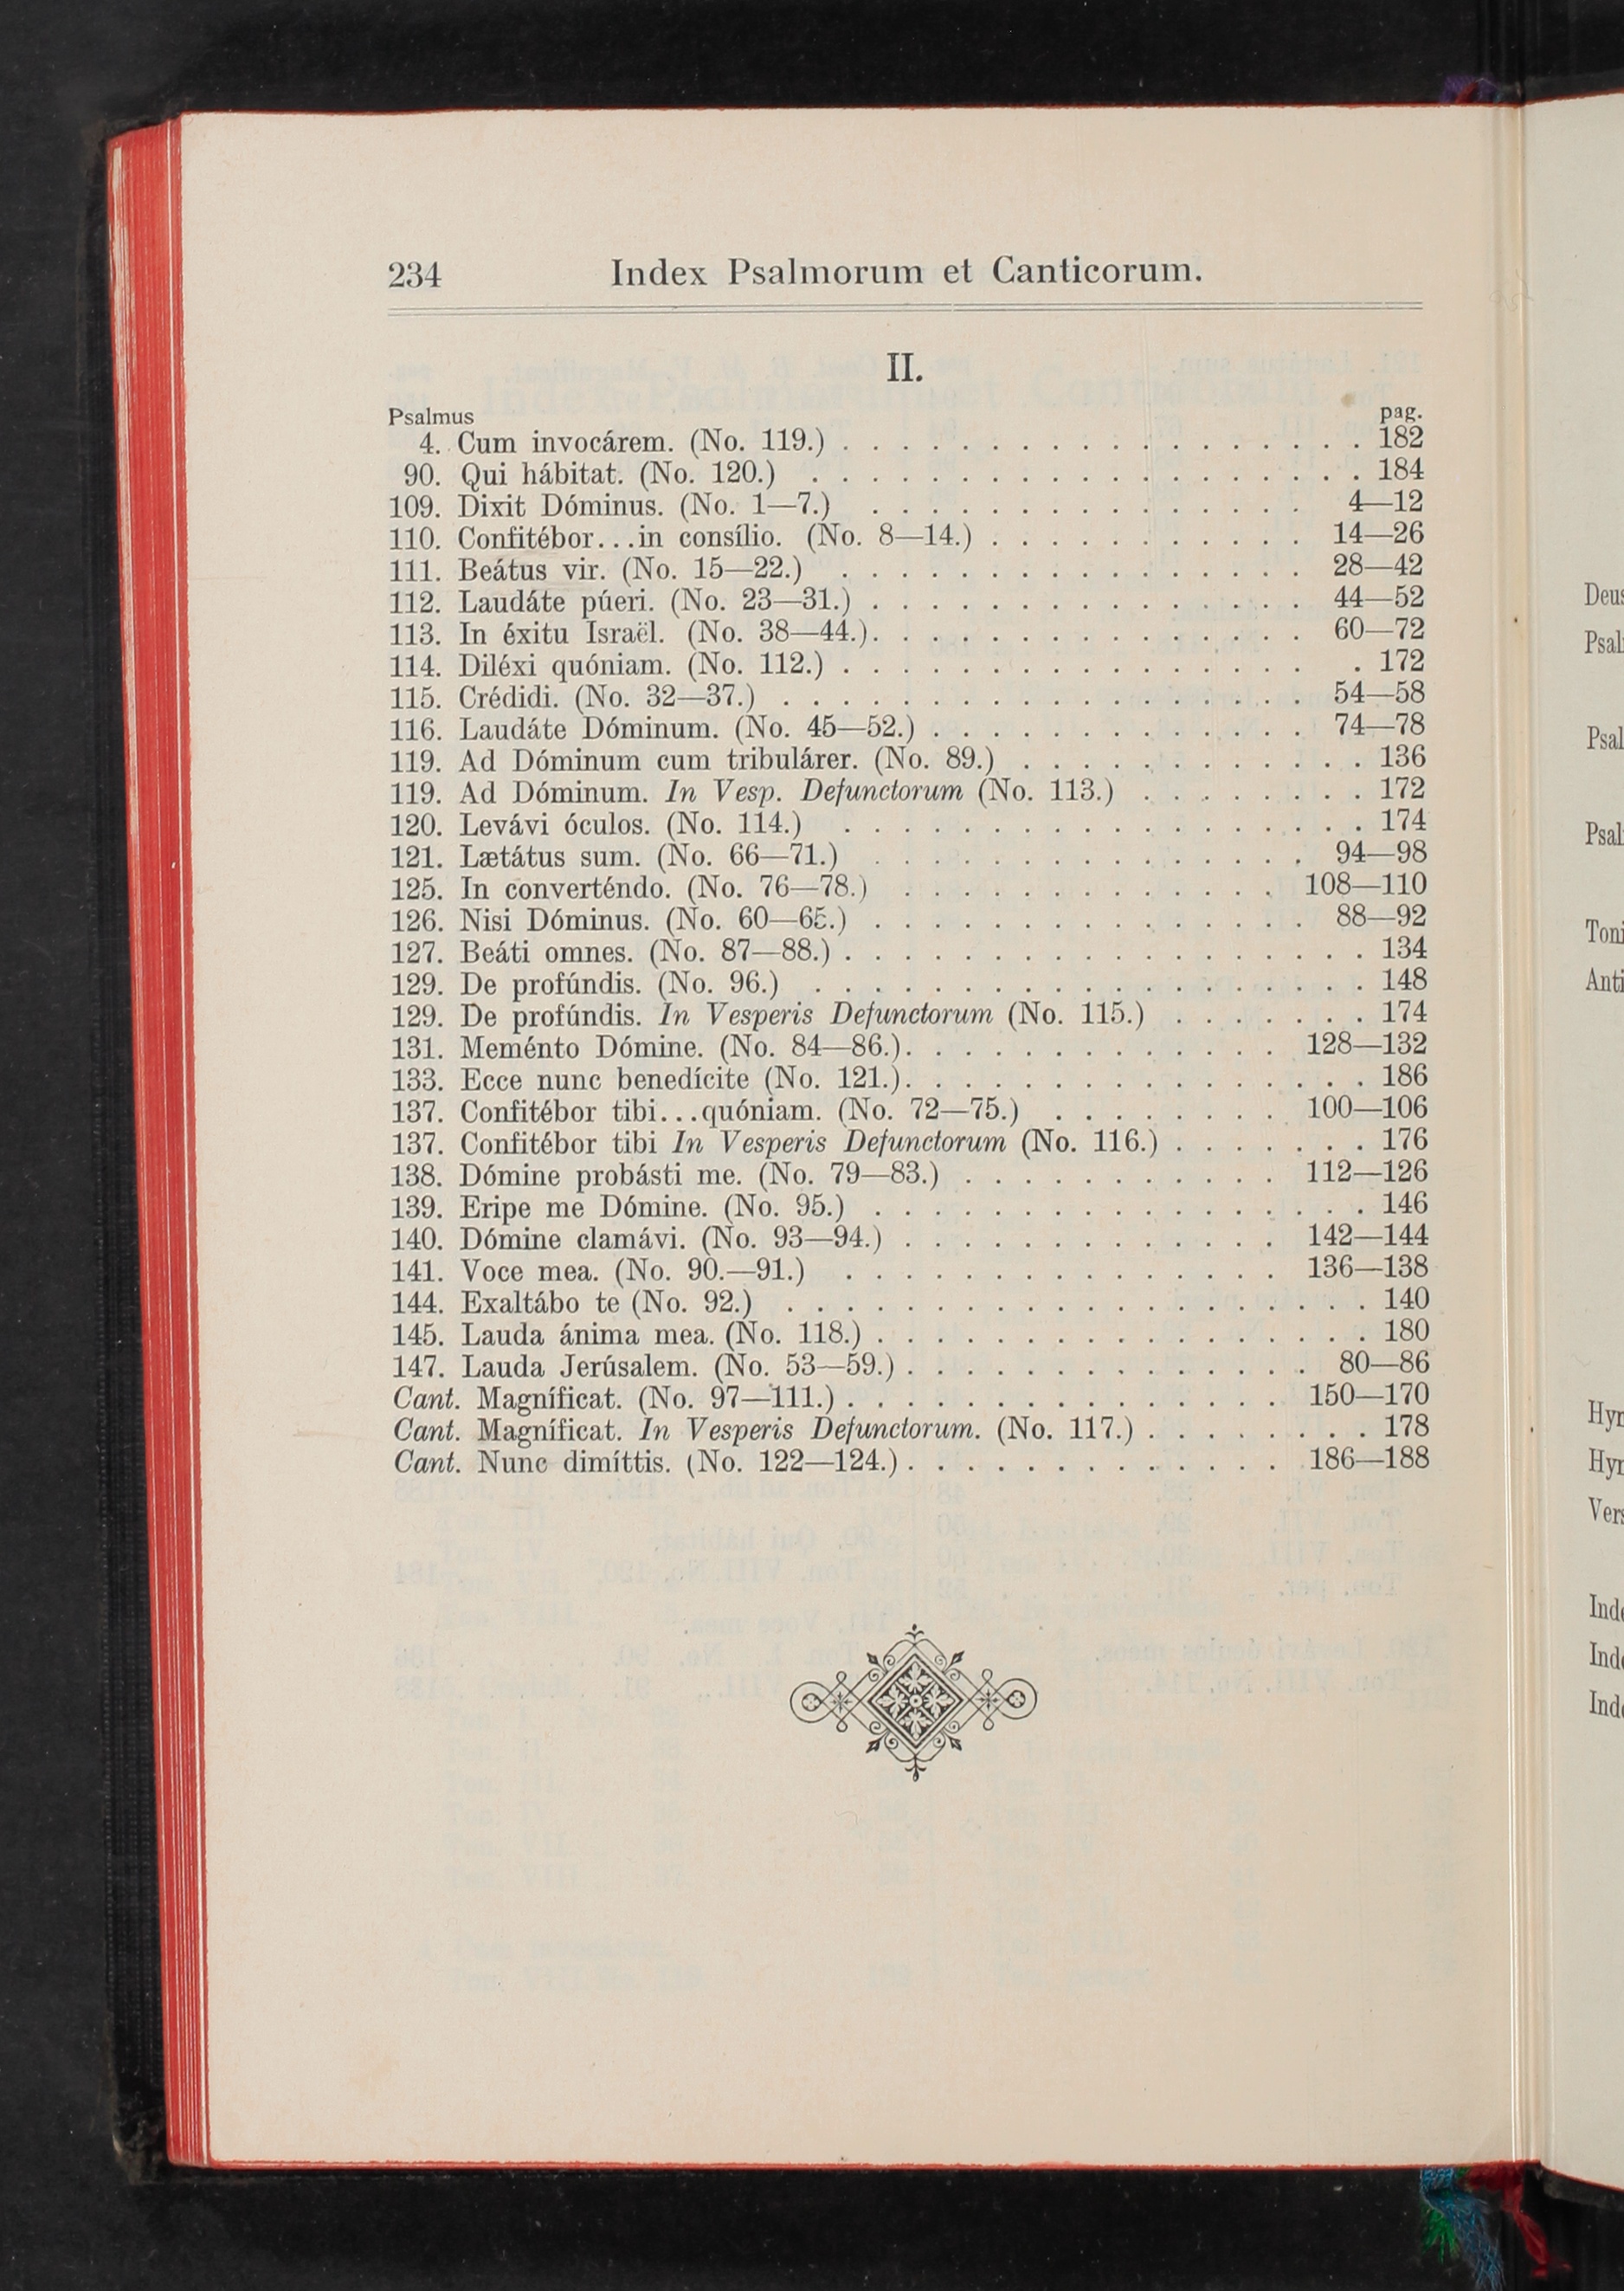 234 Index Psalmorum et Canticorum.
II.
Psalmus pag.
4. Cum invocárem. (No. 119.) . . . . . . . . . . . . . . . . . . 182
90. Qui hábitat. (No. 120.) . . . . . . . . . . . . . . . . . . . 184
109. Dixit Dóminus. (No. 1—7.) . . . . . . . . . . . . . . . 4—12
110. Confitébor...in consílio. (No. 8—14.) . . . . . . . . . . . 14—26
111. Beátus vir. (No. 15—22.) . . . . . . . . . . . . . . . . 28—42
112. Laudáte púeri. (No. 23—31.) . . . . . . . . . . . . . . . 44—52
113. In éxitu Israël. (No. 38—44.). . . . . . . . . . . . . . . 60—72
114. Diléxi quóniam. (No. 112.) . . . . . . . . . . . . . . . . . 172
115. Crédidi. (No. 32—37.) . . . . . . . . . . . . . . . . . . 54—58
116. Laudáte Dóminum. (No. 45—52.) . . . . . . . . . . . . . 74—78
119. Ad Dóminum cum tribulárer. (No. 89.) . . . . . . . . . . . . 136
119. Ad Dóminum. In Vesp. Defunctorum (No. 113.) . . . . . . . . 172
120. Levávi óculos. (No. 114.) . . . . . . . . . . . . . . . . . . 174
121. Lætátus sum. (No. 66—71.) . . . . . . . . . . . . . . . 94—98
125. In converténdo. (No. 76—78.) . . . . . . . . . . . . . 108—110
126. Nisi Dóminus. (No. 60—65.) . . . . . . . . . . . . . . . 88—92
127. Beáti omnes. (No. 87—88.) . . . . . . . . . . . . . . . . . . 134
129. De profúndis. (No. 96.) . . . . . . . . . . . . . . . . . . . 148
129. De profúndis. In Vesperis Defunctorum (No. 115.) . . . . . . . 174
131. Meménto Dómine. (No. 84—86.). . . . . . . . . . . . . 128—132
133. Ecce nunc benedícite (No. 121.). . . . . . . . . . . . . . . . 186
137. Confitébor tibi...quóniam. (No. 72—75.) . . . . . . . . 100—106
137. Confitébor tibi In Vesperis Defunctorum (No. 116.) . . . . . . . 176
138. Dómine probásti me. (No. 79—83.) . . . . . . . . . . . 112—126
139. Eripe me Dómine. (No. 95.) . . . . . . . . . . . . . . . . . 146
140. Dómine clamávi. (No. 93—94.) . . . . . . . . . . . . . 142—144
141. Voce mea. (No. 90.—91.) . . . . . . . . . . . . . . . 136—138
144. Exaltábo te (No. 92.) . . . . . . . . . . . . . . . . . . . . 140
145. Lauda ánima mea. (No. 118.) . . . . . . . . . . . . . . . . . 180
147. Lauda Jerúsalem. (No. 53—59.) . . . . . . . . . . . . . . 80—86
Cant. Magníficat. (No. 97—111.) . . . . . . . . . . . . . . . 150—170
Cant. Magníficat. In Vesperis Defunctorum. (No. 117.) . . . . . . . . 178
Cant. Nunc dimíttis. (No. 122—124.) . . . . . . . . . . . . . 186—188